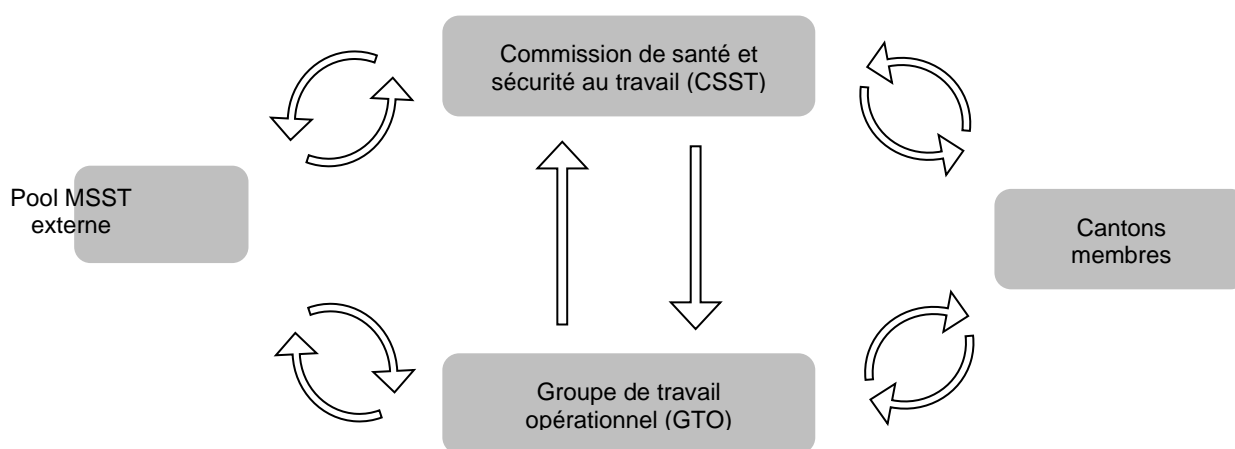 Commission de santé et
sécurité au travail (CSST)
Pool MSST
externe
Cantons
membres
Groupe de travail
opérationnel (GTO)